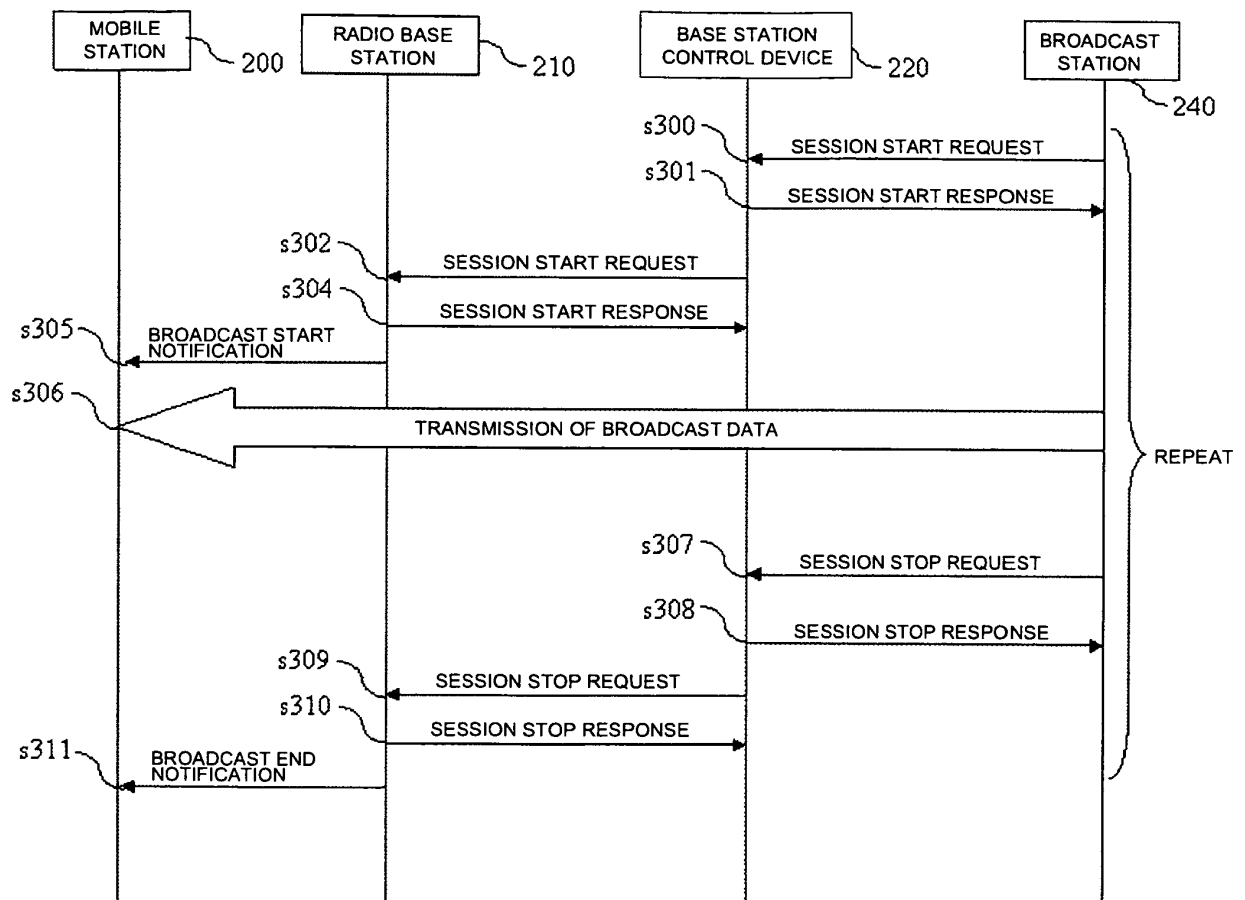 MOBILE
STATION
200
RADIO BASE
STATION
210
BASE STATION
CONTROL DEVICE
220
BROADCAST
STATION
240
s300
SESSION START REQUEST
s301
SESSION START RESPONSE
s302
SESSION START REQUEST
s304
SESSION START RESPONSE
s305
BROADCAST START
NOTIFICATION
s306
TRANSMISSION OF BROADCAST DATA
REPEAT
s307
SESSION STOP REQUEST
s308
SESSION STOP RESPONSE
s309
SESSION STOP REQUEST
s310
SESSION STOP RESPONSE
s311
BROADCAST END
NOTIFICATION